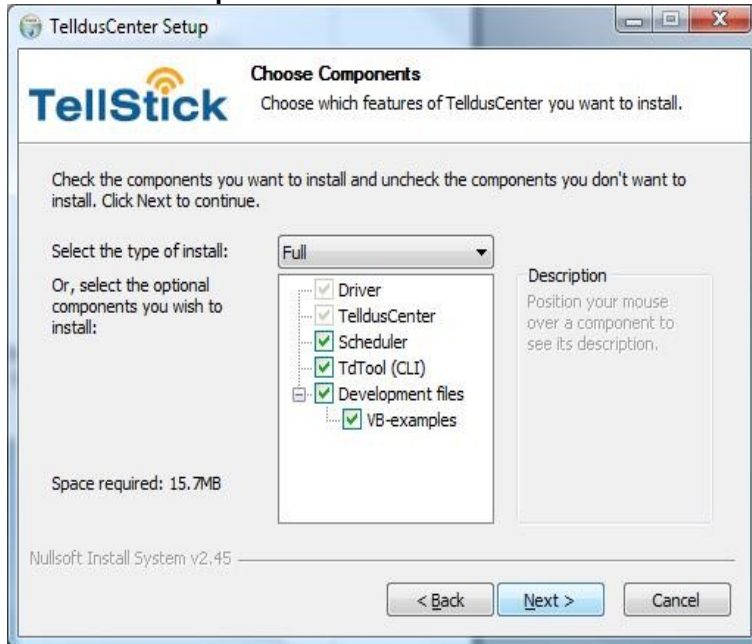 TelldusCenter Setup
TellStick
Choose Components
Choose which features of TelldusCenter you want to install.
Check the components you want to install and uncheck the components you don't want to
install. Click Next to continue.
Select the type of install:
Full
Or, select the optional
components you wish to
install:
Driver
TelldusCenter
Scheduler
TdTool (CLI)
Development files
VB-examples
Description
Position your mouse
over a component to
see its description.
Space required: 15.7MB
Nullsoft Install System v2.45
< Back
Next >
Cancel